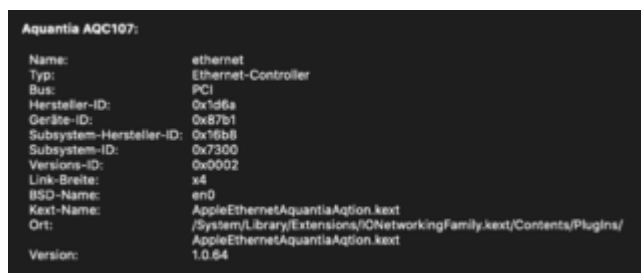 Aquantia AQC107:
Name: ethernet
Typ: Ethernet-Controller
Bus: PCI
Hersteller-ID: 0x1d6a
Geräte-ID: 0x87b1
Subsystem-Hersteller-ID: 0x16b8
Subsystem-ID: 0x7300
Versions-ID: 0x0002
Link-Breite: x4
BSD-Name: en0
Kext-Name: AppleEthernetAquantiaAqtion.kext
Ort: /System/Library/Extensions/IONetworkingFamily.kext/Contents/PlugIns/
AppleEthernetAquantiaAqtion.kext
Version: 1.0.64